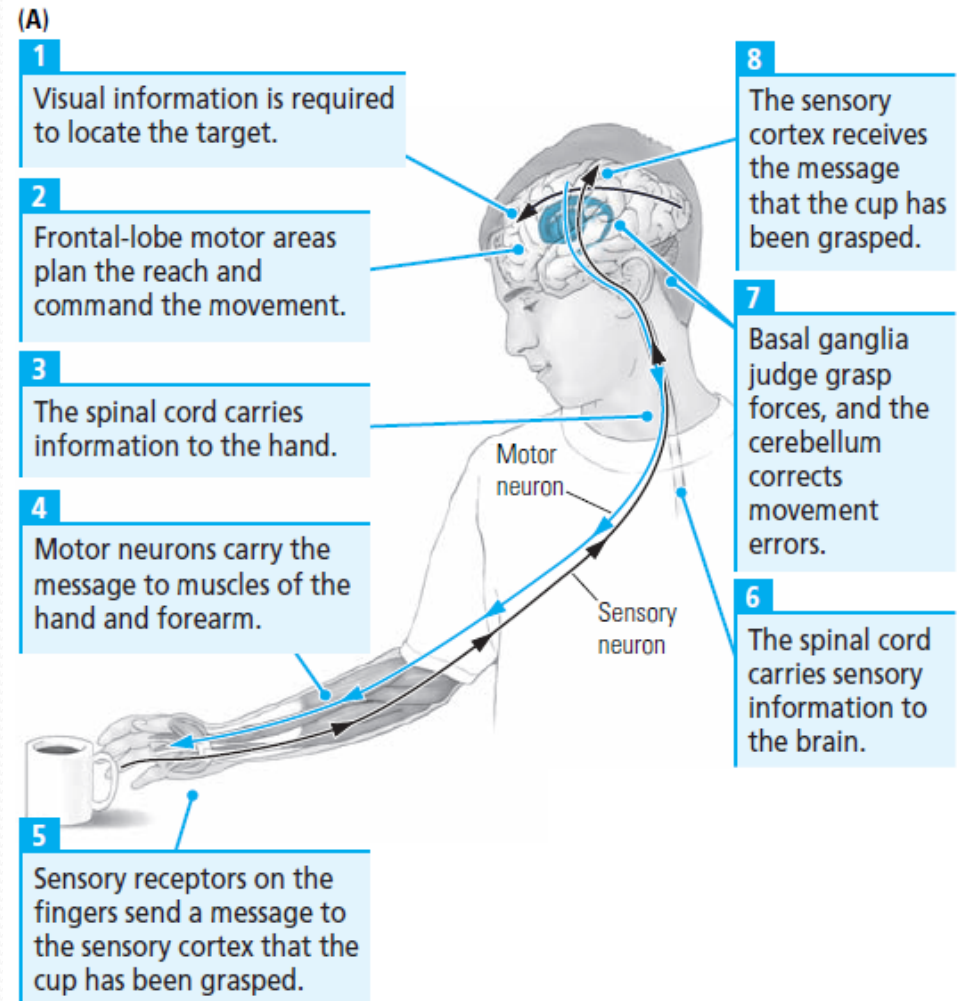 (A)
1
Visual information is required
to locate the target.
2
Frontal-lobe motor areas
plan the reach and
command the movement.
3
The spinal cord carries
information to the hand.
4
Motor neurons carry the
message to muscles of the
hand and forearm.
5
Sensory receptors on the
fingers send a message to
the sensory cortex that the
cup has been grasped.
Motor
neuron
Sensory
neuron
8
The sensory
cortex receives
the message
that the cup has
been grasped.
7
Basal ganglia
judge grasp
forces, and the
cerebellum
corrects
movement
errors.
6
The spinal cord
carries sensory
information to
the brain.